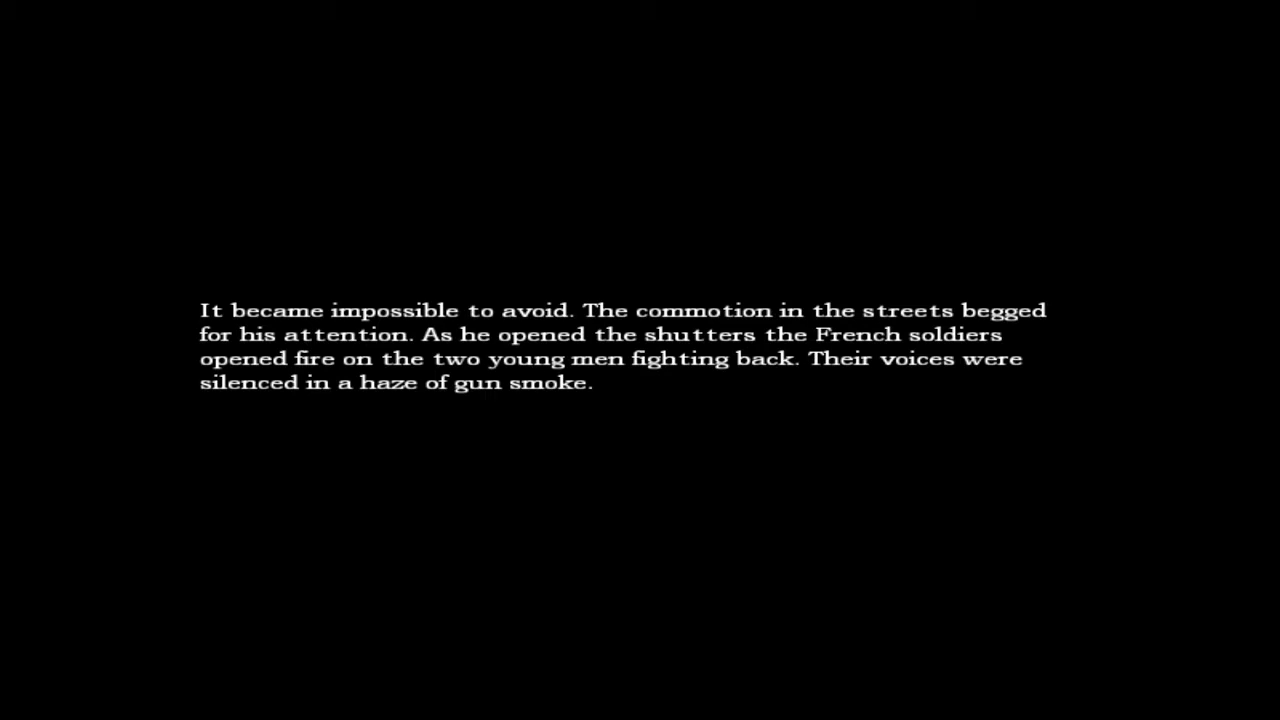 It became impossible to avoid. The commotion in the streets begged
for his attention. As he opened the shutters the French soldiers
opened fire on the two young men fighting back. Their voices were
silenced in a haze of gun smoke.